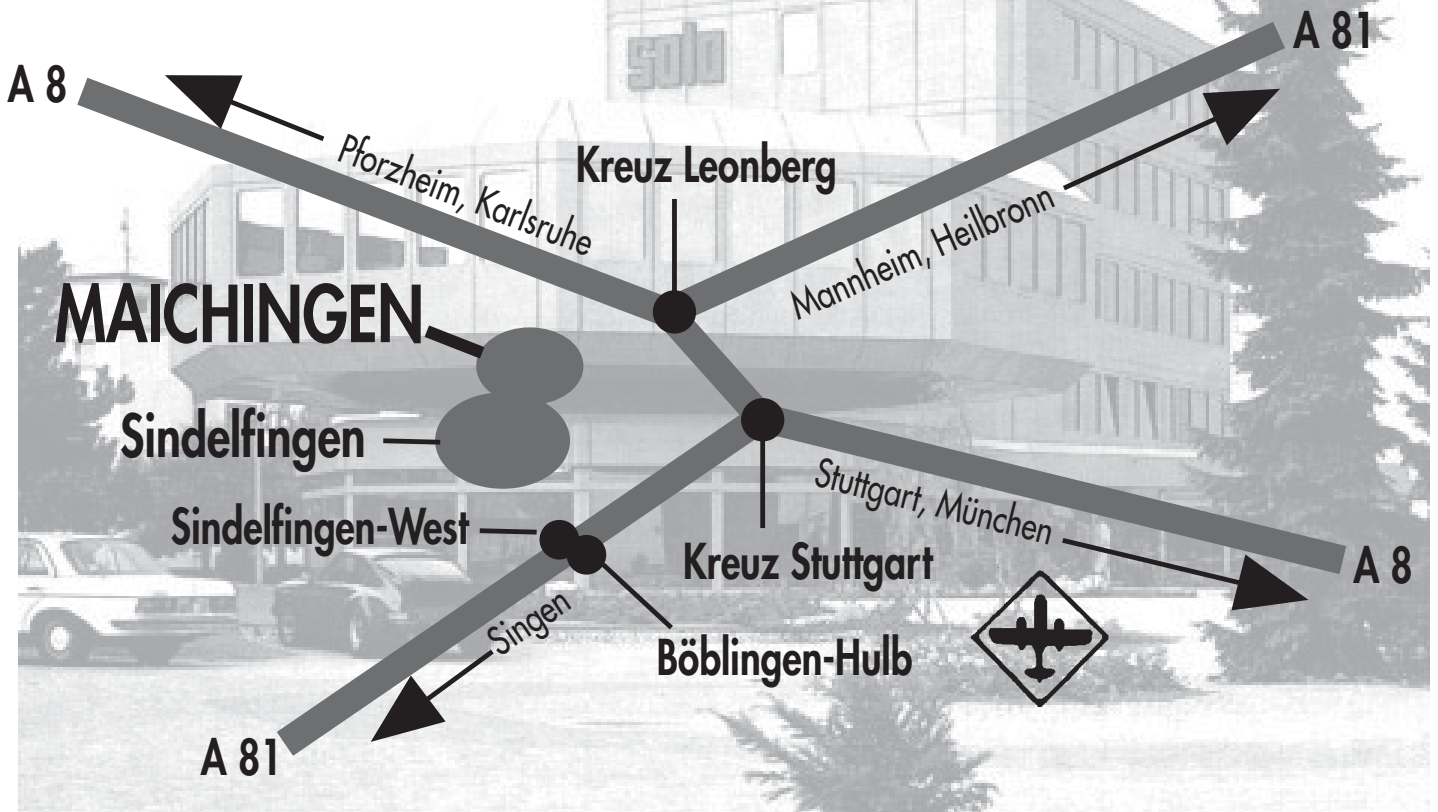 solo
A 81
A 8
Pforzheim, Karlsruhe
Kreuz Leonberg
Mannheim, Heilbronn
MAICHINGEN
Sindelfingen
Sindelfingen-West
Stuttgart, München
Kreuz Stuttgart
A 8
Singen
Böblingen-Hulb
A 81